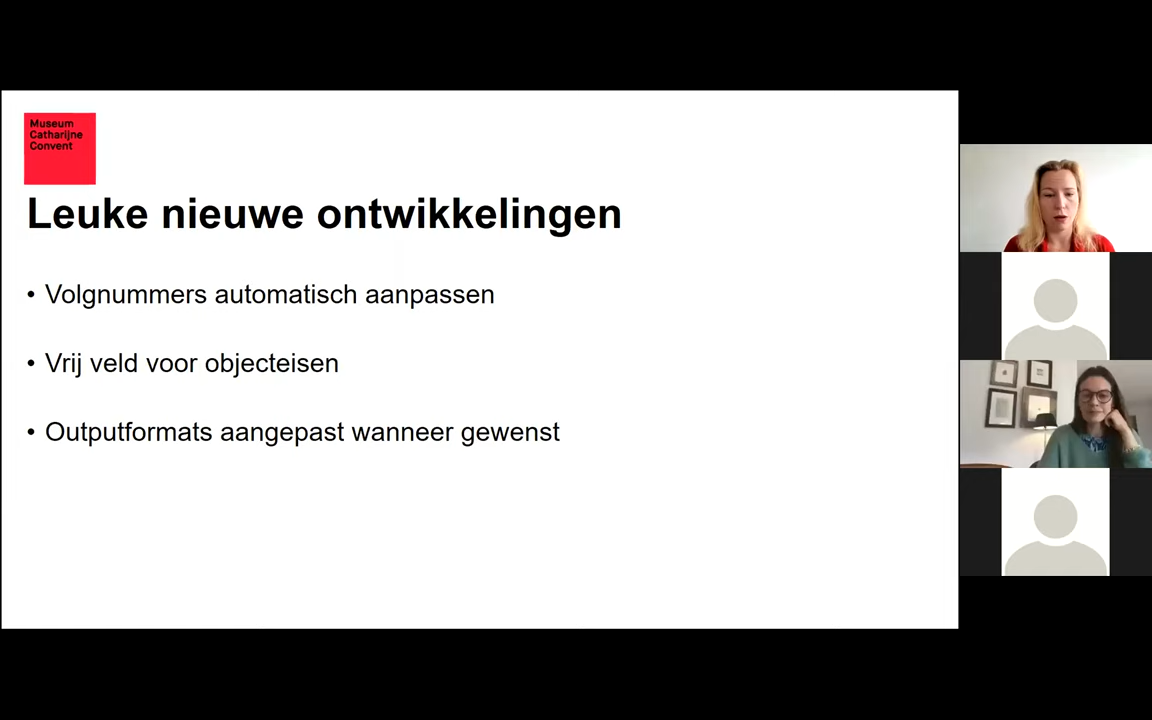 Museum
Catharijne
Convent
Leuke nieuwe ontwikkelingen
• Volgnummers automatisch aanpassen
• Vrij veld voor objecteisen
• Outputformats aangepast wanneer gewenst